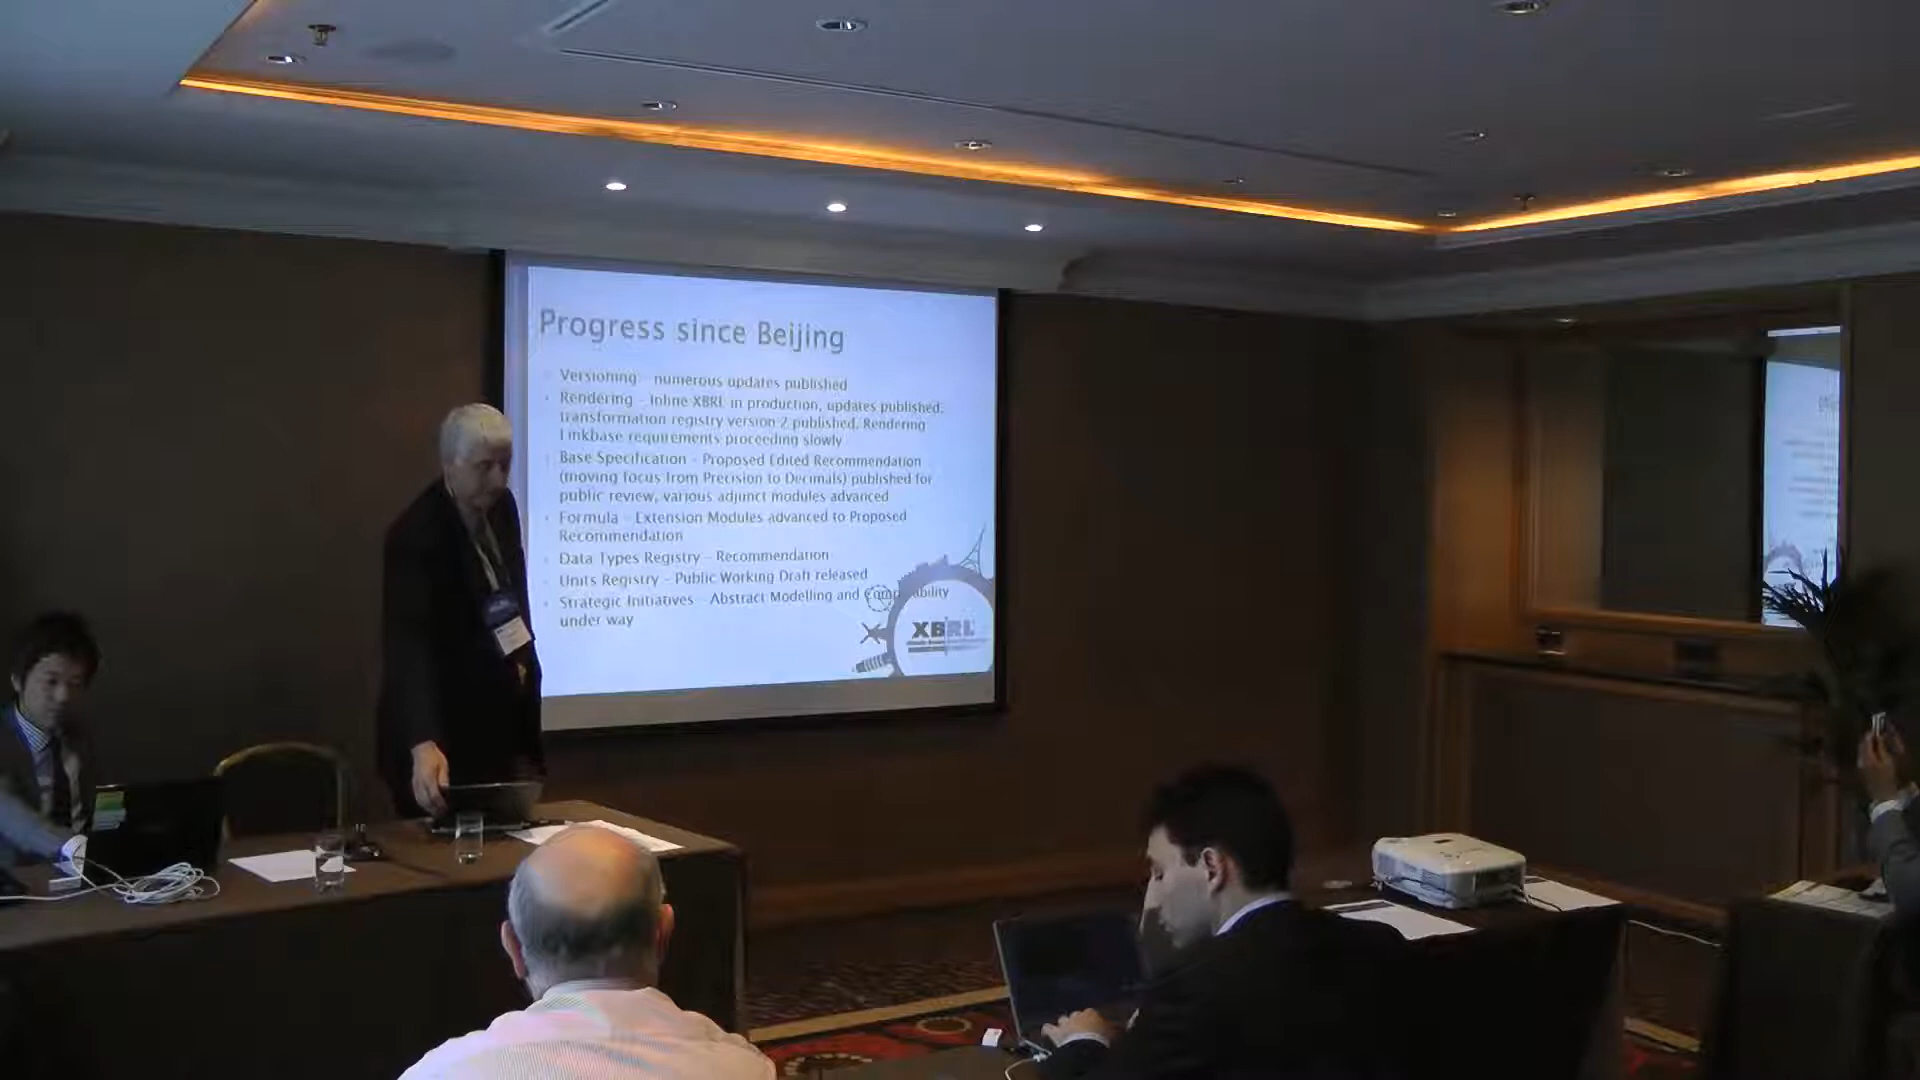 Progress since Beijing
Versioning - numerous updates published
Rendering - Inline XBRL in production, updates published,
transformation registry version 2 published. Rendering
Linkbase requirements proceeding slowly
Base Specification - Proposed Edited Recommendation
(moving focus from Precision to Decimals) published for
public review, various adjunct modules advanced
Formula - Extension Modules advanced to Proposed
Recommendation
Data Types Registry - Recommendation
Units Registry - Public Working Draft released
Strategic Initiatives - Abstract Modelling and Comparability
under way
XBRL